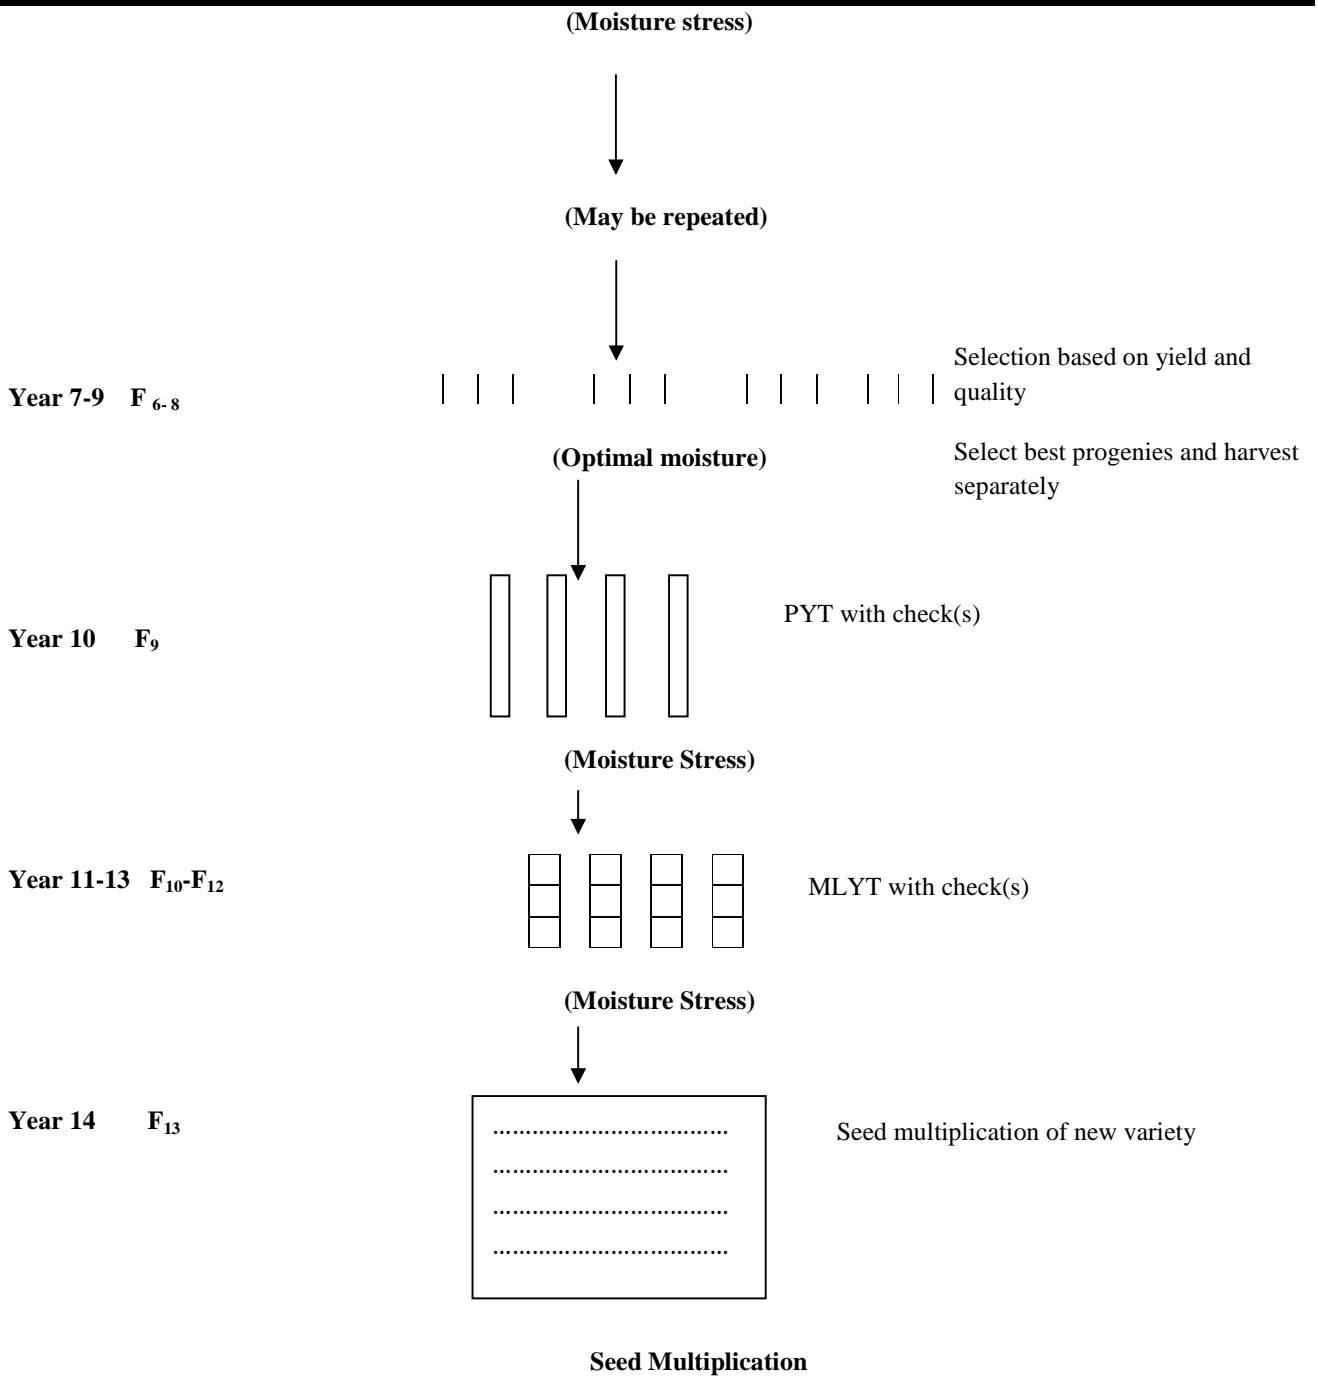 (Moisture stress)
(May be repeated)
Selection based on yield and
quality
Year 7-9 F 6- 8
(Optimal moisture)
Select best progenies and harvest
separately
PYT with check(s)
Year 10 F9
(Moisture Stress)
Year 11-13 F10-F12
MLYT with check(s)
(Moisture Stress)
Year 14 F13
Seed multiplication of new variety
Seed Multiplication